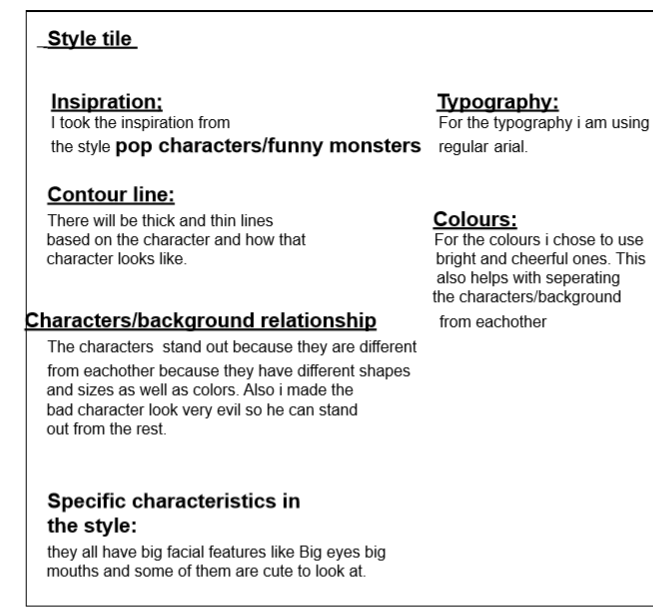 Style tile
Insipration;
I took the inspiration from
the style pop characters/funny monsters
Contour line:
There will be thick and thin lines
based on the character and how that
character looks like.
Characters/background relationship
The characters stand out because they are different
from eachother because they have different shapes
and sizes as well as colors. Also i made the
bad character look very evil so he can stand
out from the rest.
Specific characteristics in
the style:
they all have big facial features like Big eyes big
mouths and some of them are cute to look at.
Typography:
For the typography i am using
regular arial.
Colours:
For the colours i chose to use
bright and cheerful ones. This
also helps with seperating
the characters/background
from eachother